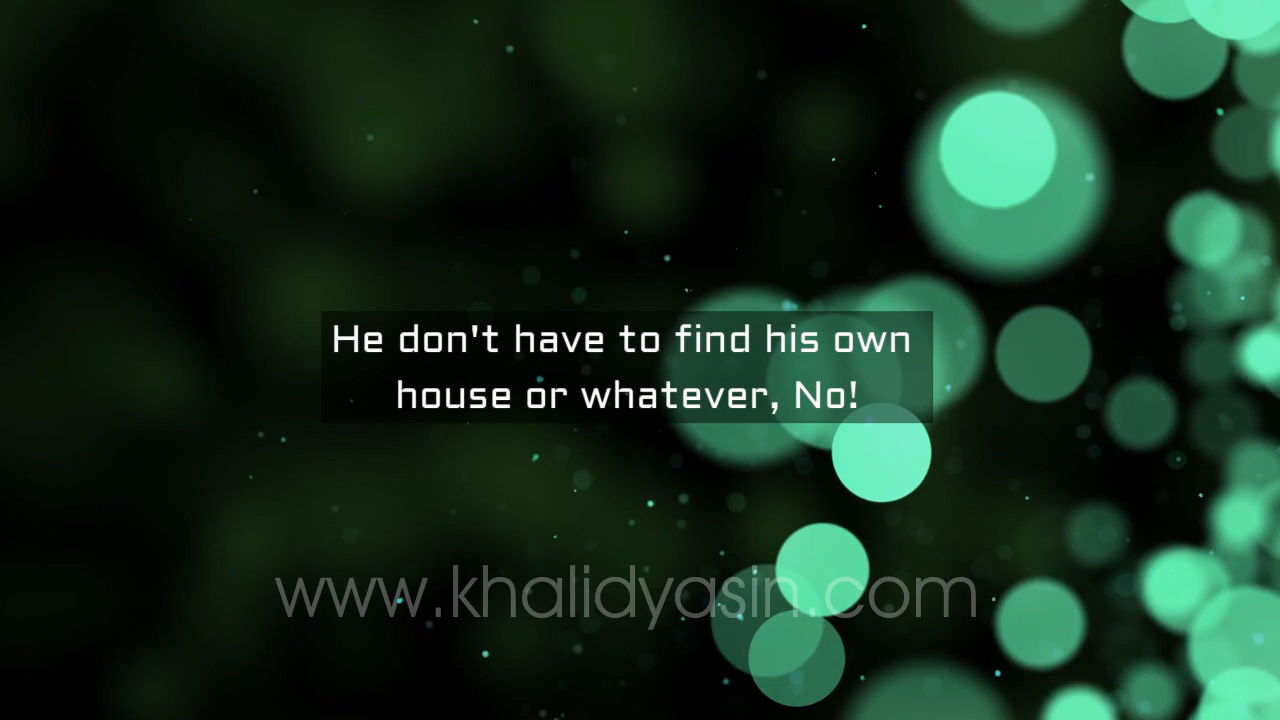 He don't have to find his own
house or whatever, No!
www.khalidyasin.com